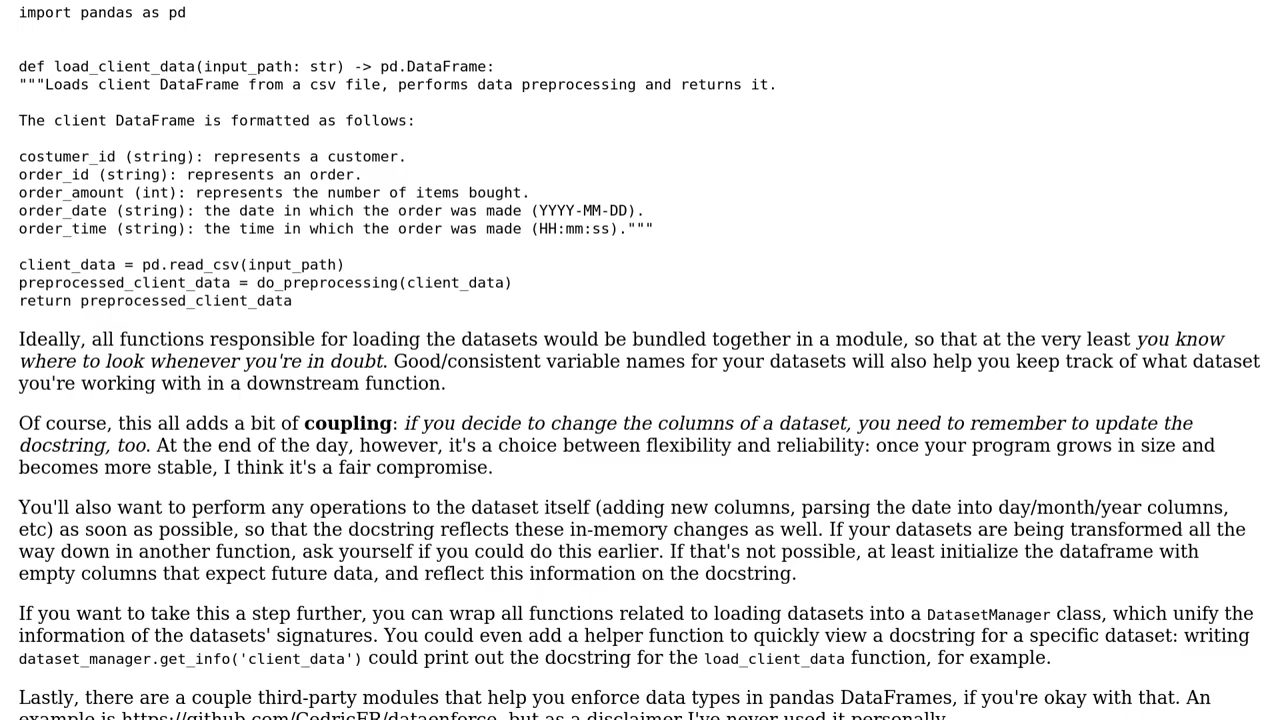 import pandas as pd
def load_client_data(input_path: str) -> pd.DataFrame:
"""Loads client DataFrame from a csv file, performs data preprocessing and returns it.
The client DataFrame is formatted as follows:
costumer_id (string): represents a customer.
order_id (string): represents an order.
order_amount (int): represents the number of items bought.
order_date (string): the date in which the order was made (YYYY-MM-DD).
order_time (string): the time in which the order was made (HH:mm:ss)."""
client_data = pd.read_csv(input_path)
preprocessed_client_data = do_preprocessing(client_data)
return preprocessed_client_data
Ideally, all functions responsible for loading the datasets would be bundled together in a module, so that at the very least you know
where to look whenever you're in doubt. Good/consistent variable names for your datasets will also help you keep track of what dataset
you're working with in a downstream function.
Of course, this all adds a bit of coupling: if you decide to change the columns of a dataset, you need to remember to update the
docstring, too. At the end of the day, however, it's a choice between flexibility and reliability: once your program grows in size and
becomes more stable, I think it's a fair compromise.
You'll also want to perform any operations to the dataset itself (adding new columns, parsing the date into day/month/year columns,
etc) as soon as possible, so that the docstring reflects these in-memory changes as well. If your datasets are being transformed all the
way down in another function, ask yourself if you could do this earlier. If that's not possible, at least initialize the dataframe with
empty columns that expect future data, and reflect this information on the docstring.
If you want to take this a step further, you can wrap all functions related to loading datasets into a DatasetManager class, which unify the
information of the datasets' signatures. You could even add a helper function to quickly view a docstring for a specific dataset: writing
dataset_manager.get_info('client_data') could print out the docstring for the load_client_data function, for example.
Lastly, there are a couple third-party modules that help you enforce data types in pandas DataFrames, if you're okay with that. An
example is https://github.com/CedricFR/dataenforce, but as a disclaimer I've never used it personally.